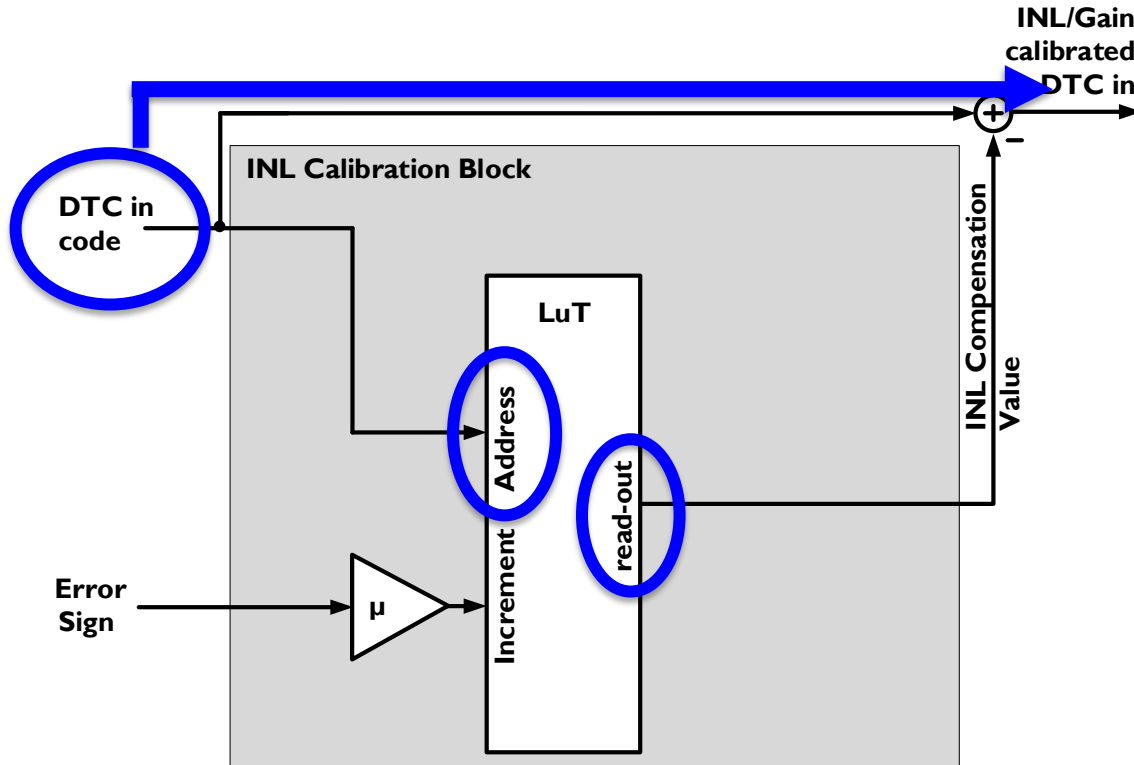 INL/Gain
calibrated
DTC in
+
−
INL Calibration Block
DTC in
code
LuT
Address
Increment
read-out
INL Compensation
Value
Error
Sign
μ